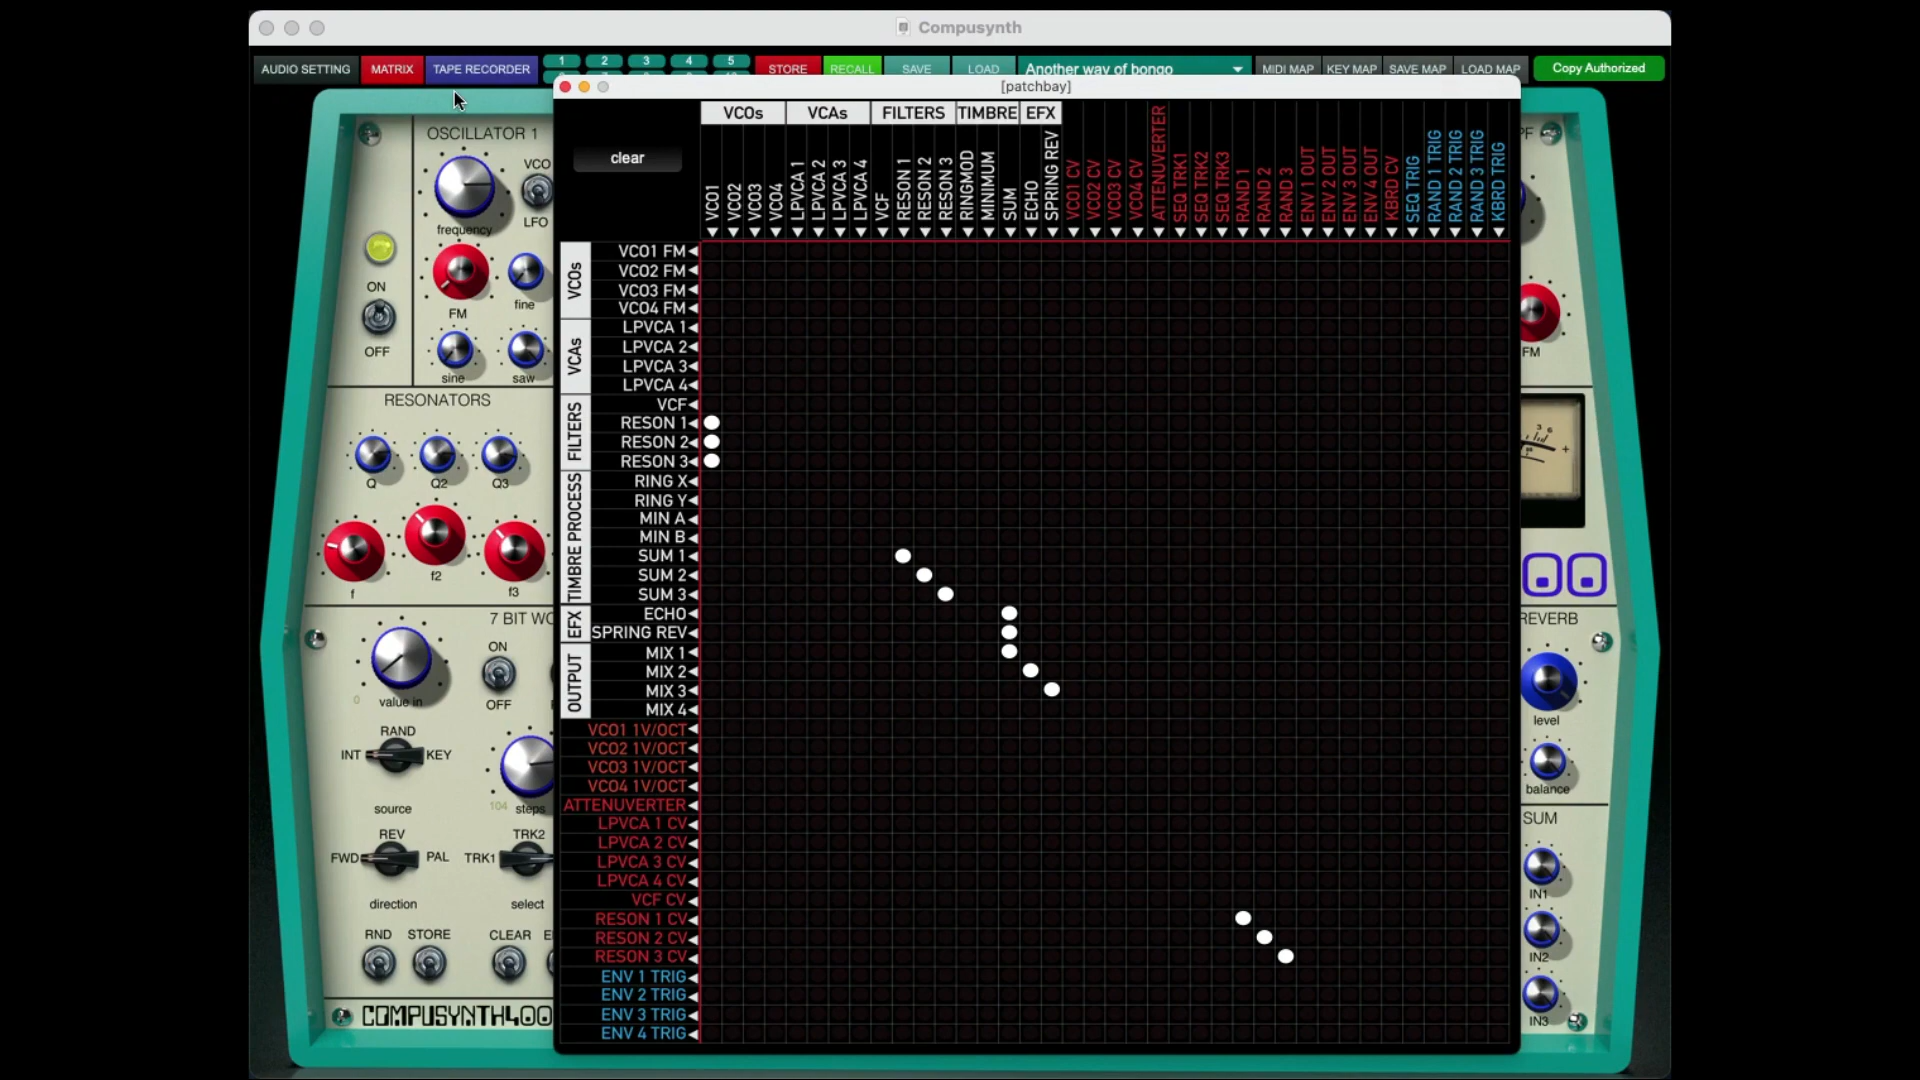 Compusynth
AUDIO SETTING MATRIX TAPE RECORDER 1 2 3 4 5 STORE RECALL SAVE LOAD Another way of bongo MIDI MAP KEY MAP SAVE MAP LOAD MAP Copy Authorized
[patchbay]
VCOs VCAs FILTERS TIMBRE EFX
clear
VCO1 VCO2 VCO3 VCO4 LPVCA 1 LPVCA 2 LPVCA 3 LPVCA 4 VCF RESON 1 RESON 2 RESON 3 RINGMOD MINIMUM SUM ECHO SPRING REV VCO1 CV VCO2 CV VCO3 CV VCO4 CV ATTENUVERTER SEQ TRK1 SEQ TRK2 SEQ TRK3 RAND 1 RAND 2 RAND 3 ENV 1 OUT ENV 2 OUT ENV 3 OUT ENV 4 OUT KBRD CV SEQ TRIG RAND 1 TRIG RAND 2 TRIG RAND 3 TRIG KBRD TRIG
VCOs
VCO1 FM
VCO2 FM
VCO3 FM
VCO4 FM
VCAs
LPVCA 1
LPVCA 2
LPVCA 3
LPVCA 4
FILTERS
VCF
RESON 1
RESON 2
RESON 3
TIMBRE PROCESS
RING X
RING Y
MIN A
MIN B
SUM 1
SUM 2
SUM 3
EFX
ECHO
SPRING REV
OUTPUT
MIX 1
MIX 2
MIX 3
MIX 4
VCO1 1V/OCT
VCO2 1V/OCT
VCO3 1V/OCT
VCO4 1V/OCT
ATTENUVERTER
LPVCA 1 CV
LPVCA 2 CV
LPVCA 3 CV
LPVCA 4 CV
VCF CV
RESON 1 CV
RESON 2 CV
RESON 3 CV
ENV 1 TRIG
ENV 2 TRIG
ENV 3 TRIG
ENV 4 TRIG
OSCILLATOR 1
VCO
LFO
frequency
ON
OFF
FM
fine
sine
saw
RESONATORS
Q
Q2
Q3
f
f2
f3
7 BIT WO
ON
OFF
0 value in
RAND
INT KEY
source
104 steps
REV TRK2
FWD PAL TRK1
direction select
RND STORE CLEAR E
COMPUSYNTH400
PF
FM
3 6
+
REVERB
level
balance
SUM
IN1
IN2
IN3